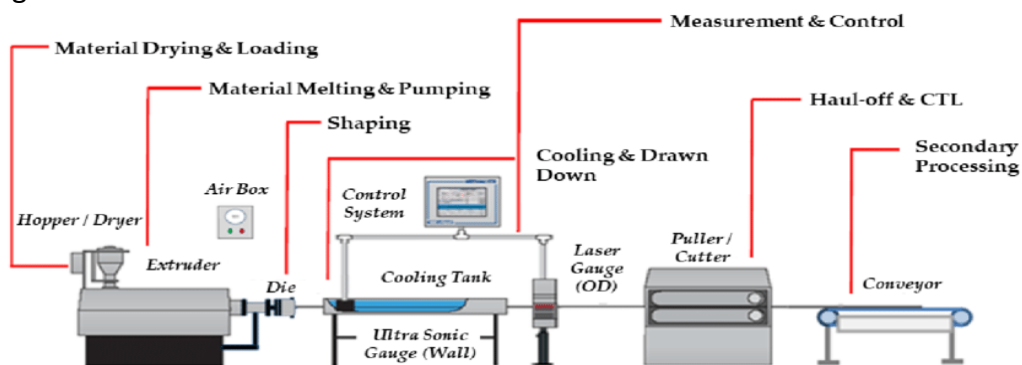 Measurement & Control
Material Drying & Loading
Material Melting & Pumping
Haul-off & CTL
Shaping
Secondary
Processing
Cooling & Drawn
Down
Air Box
Control
System
Hopper / Dryer
Extruder
Die
Cooling Tank
Laser
Gauge
(OD)
Puller /
Cutter
Conveyor
Ultra Sonic
Gauge (Wall)